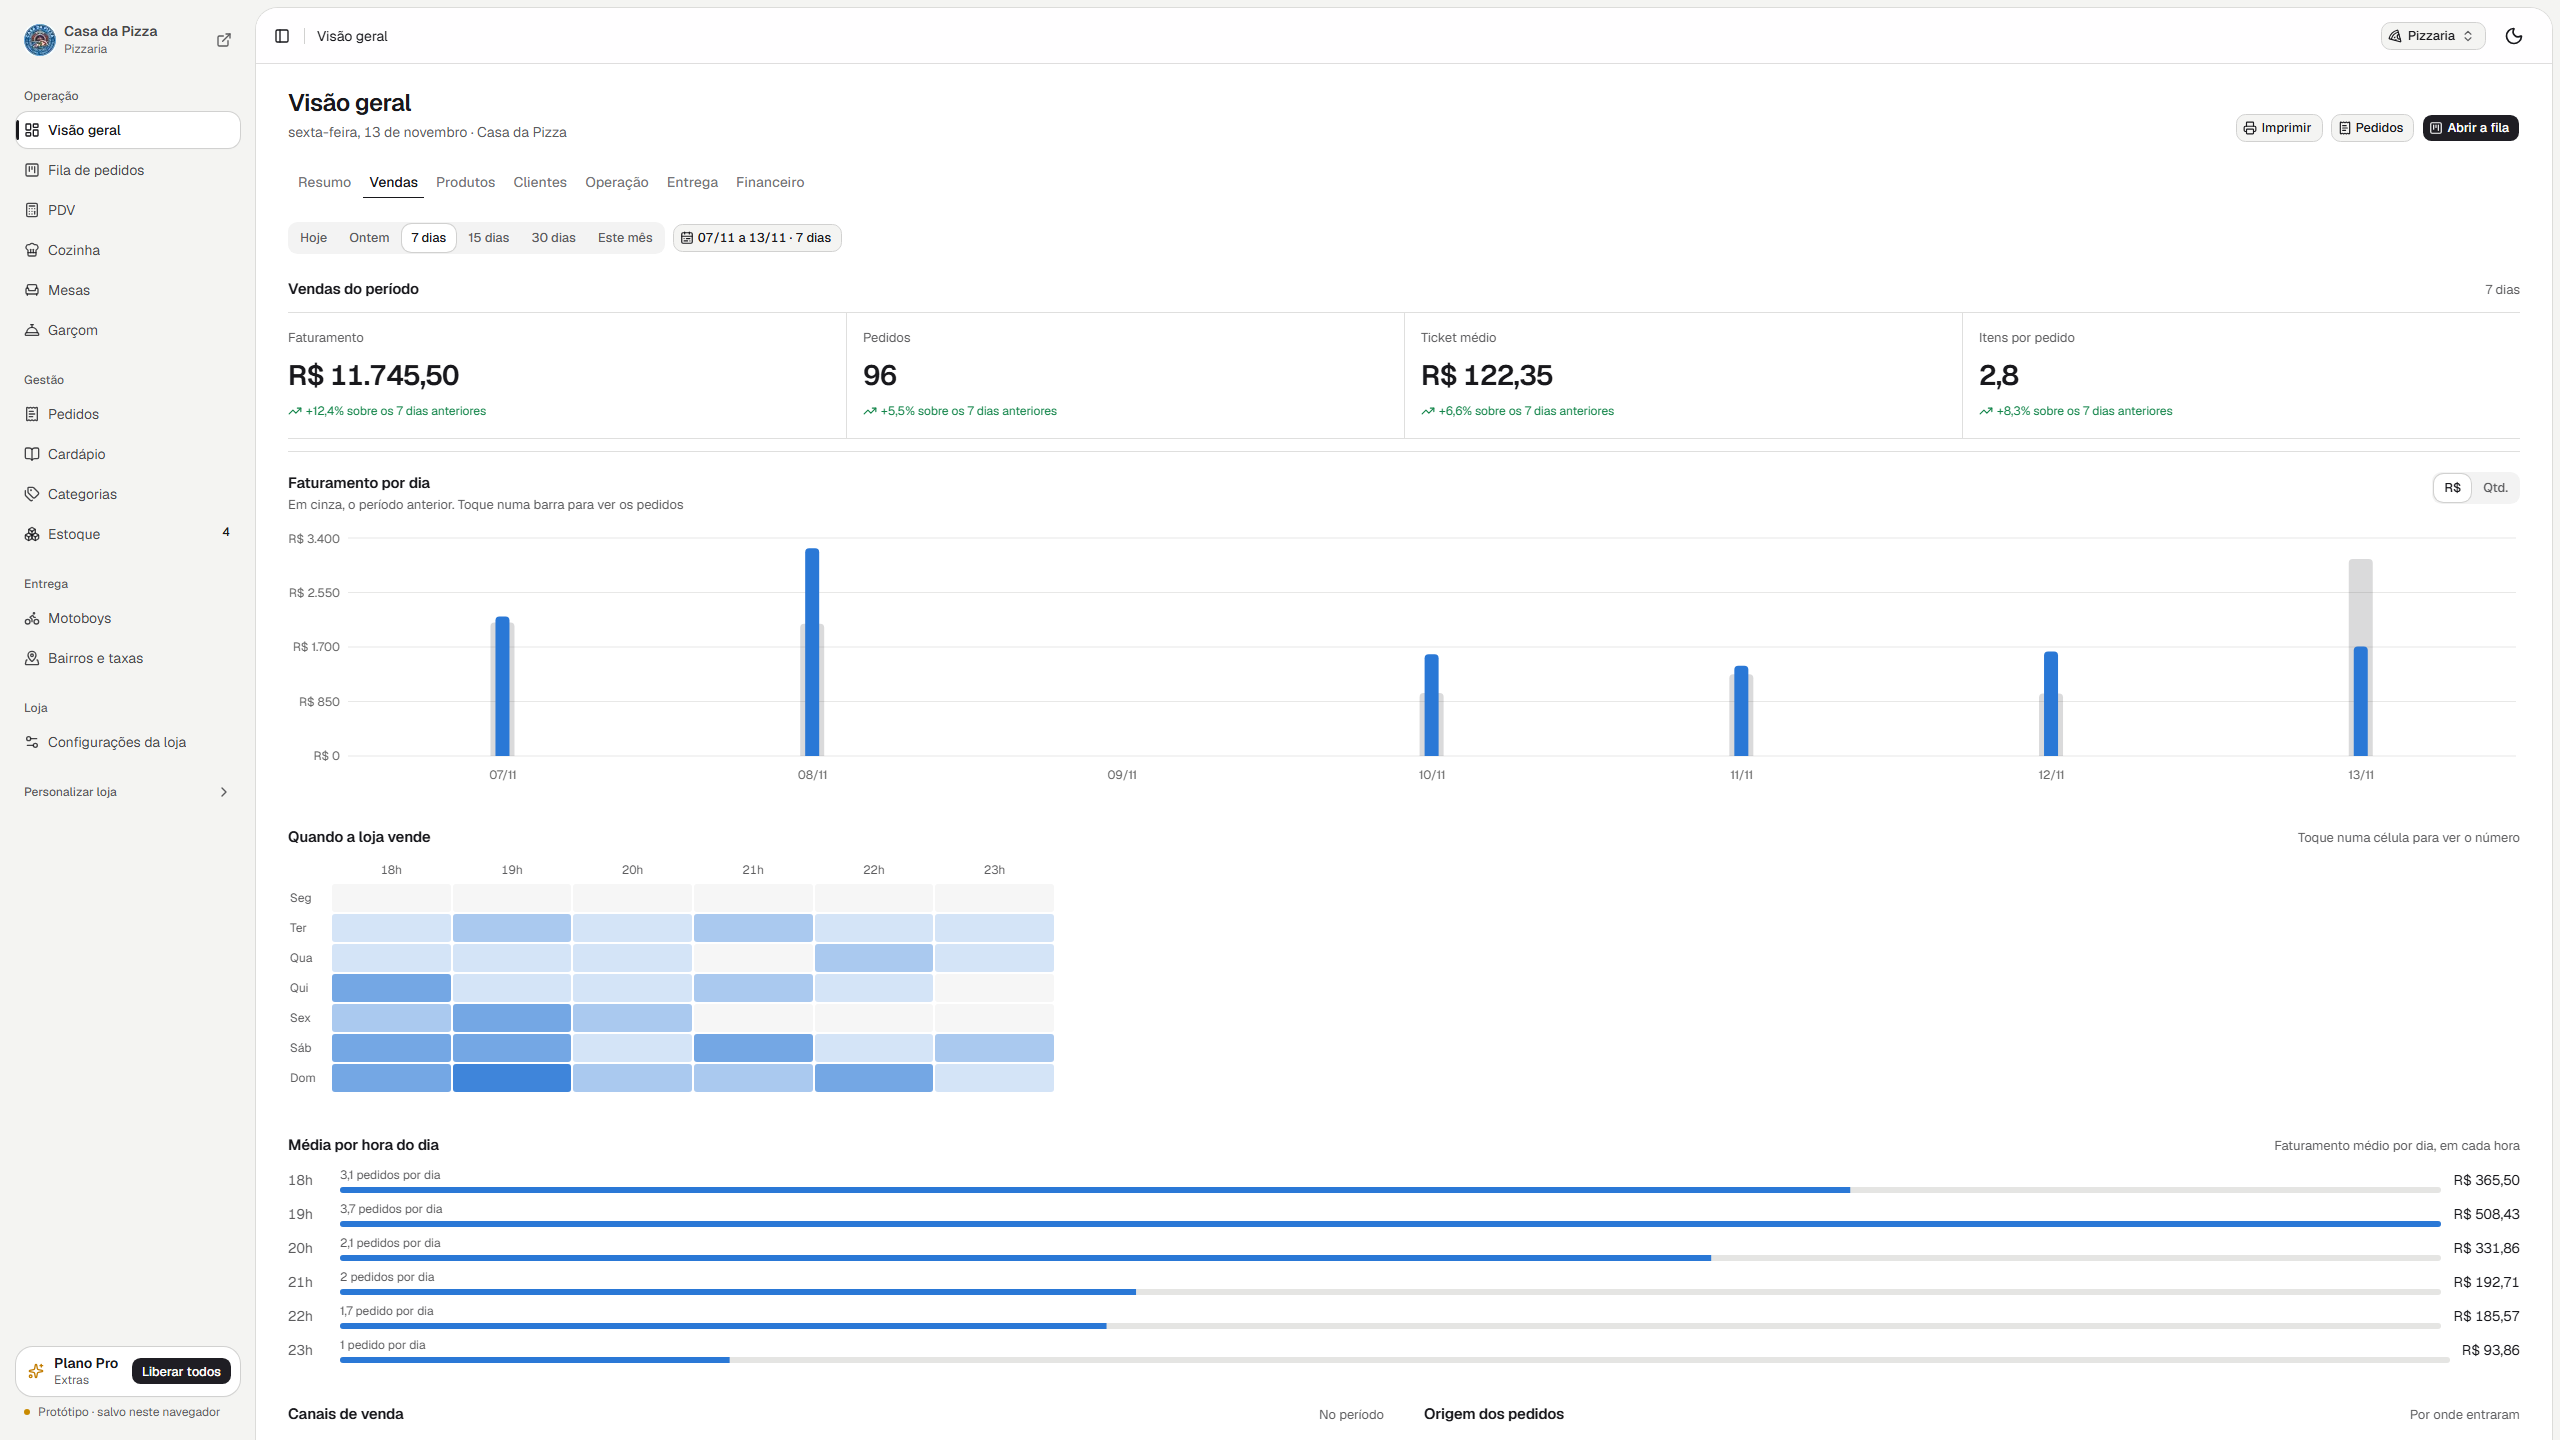 Casa da Pizza
Pizzaria
Operação
Visão geral
Fila de pedidos
PDV
Cozinha
Mesas
Garçom
Gestão
Pedidos
Cardápio
Categorias
Estoque 4
Entrega
Motoboys
Bairros e taxas
Loja
Configurações da loja
Personalizar loja
Plano Pro
Extras
Liberar todos
Protótipo · salvo neste navegador
Visão geral
Pizzaria
Visão geral
sexta-feira, 13 de novembro · Casa da Pizza
Imprimir Pedidos Abrir a fila
Resumo Vendas Produtos Clientes Operação Entrega Financeiro
Hoje Ontem 7 dias 15 dias 30 dias Este mês 07/11 a 13/11 · 7 dias
Vendas do período 7 dias
Faturamento
R$ 11.745,50
+12,4% sobre os 7 dias anteriores
Pedidos
96
+5,5% sobre os 7 dias anteriores
Ticket médio
R$ 122,35
+6,6% sobre os 7 dias anteriores
Itens por pedido
2,8
+8,3% sobre os 7 dias anteriores
Faturamento por dia
Em cinza, o período anterior. Toque numa barra para ver os pedidos
R$ Qtd.
R$ 3.400
R$ 2.550
R$ 1.700
R$ 850
R$ 0
07/11 08/11 09/11 10/11 11/11 12/11 13/11
Quando a loja vende Toque numa célula para ver o número
18h 19h 20h 21h 22h 23h
Seg
Ter
Qua
Qui
Sex
Sáb
Dom
Média por hora do dia Faturamento médio por dia, em cada hora
18h 3,1 pedidos por dia R$ 365,50
19h 3,7 pedidos por dia R$ 508,43
20h 2,1 pedidos por dia R$ 331,86
21h 2 pedidos por dia R$ 192,71
22h 1,7 pedido por dia R$ 185,57
23h 1 pedido por dia R$ 93,86
Canais de venda No período
Origem dos pedidos Por onde entraram